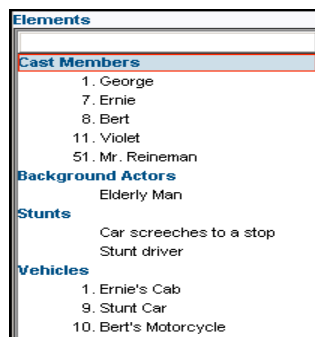 Elements
Cast Members
1. George
7. Ernie
8. Bert
11. Violet
51. Mr. Reineman
Background Actors
Elderly Man
Stunts
Car screeches to a stop
Stunt driver
Vehicles
1. Ernie's Cab
9. Stunt Car
10. Bert's Motorcycle